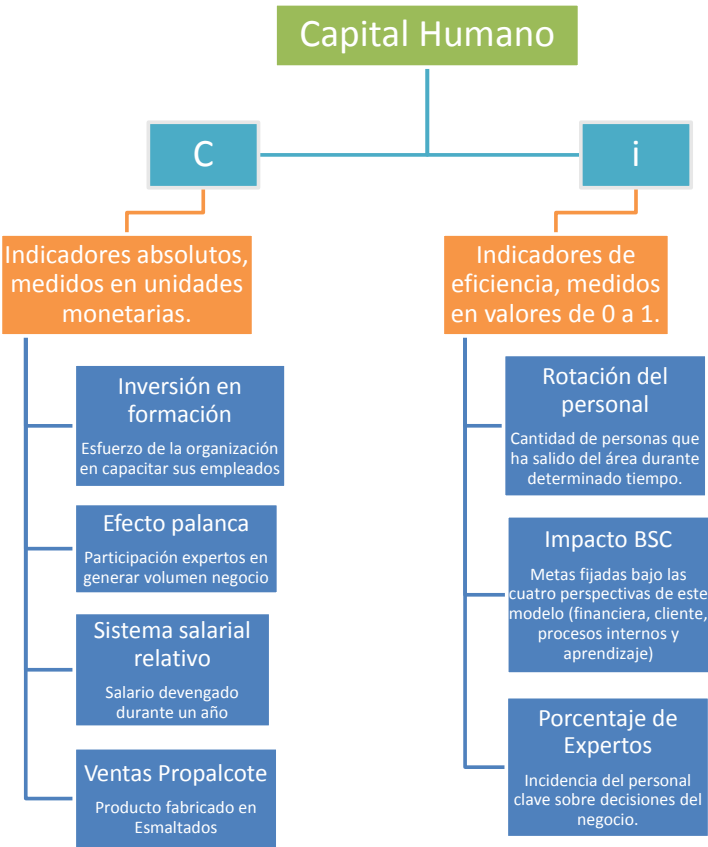 Capital Humano
C
i
Indicadores absolutos,
medidos en unidades
monetarias.
Inversión en
formación
Esfuerzo de la organización
en capacitar sus empleados
Efecto palanca
Participación expertos en
generar volumen negocio
Sistema salarial
relativo
Salario devengado
durante un año
Ventas Propalcote
Producto fabricado en
Esmaltados
Indicadores de
eficiencia, medidos
en valores de 0 a 1.
Rotación del
personal
Cantidad de personas que
ha salido del área durante
determinado tiempo.
Impacto BSC
Metas fijadas bajo las
cuatro perspectivas de este
modelo (financiera, cliente,
procesos internos y
aprendizaje)
Porcentaje de
Expertos
Incidencia del personal
clave sobre decisiones del
negocio.